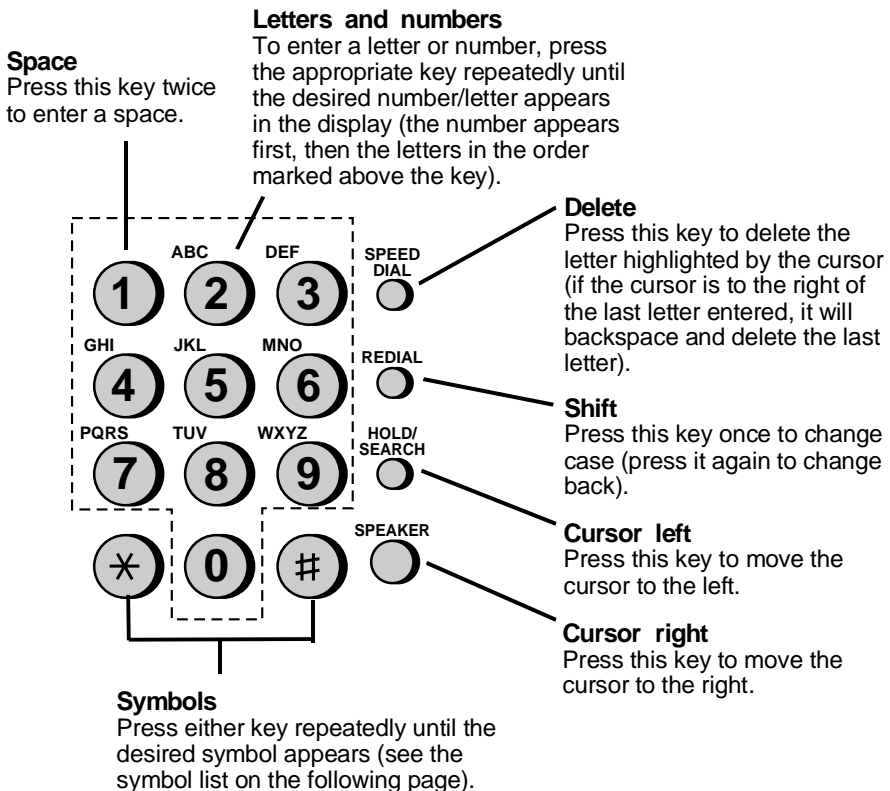 Letters and numbers
To enter a letter or number, press
the appropriate key repeatedly until
the desired number/letter appears
in the display (the number appears
first, then the letters in the order
marked above the key).
Space
Press this key twice
to enter a space.
Delete
Press this key to delete the
letter highlighted by the cursor
(if the cursor is to the right of
the last letter entered, it will
backspace and delete the last
letter).
ABC DEF SPEED
DIAL
1 2 3
GHI JKL MNO REDIAL
4 5 6
Shift
Press this key once to change
case (press it again to change
back).
PQRS TUV WXYZ HOLD/
SEARCH
7 8 9
Cursor left
Press this key to move the
cursor to the left.
SPEAKER
* 0 #
Cursor right
Press this key to move the
cursor to the right.
Symbols
Press either key repeatedly until the
desired symbol appears (see the
symbol list on the following page).